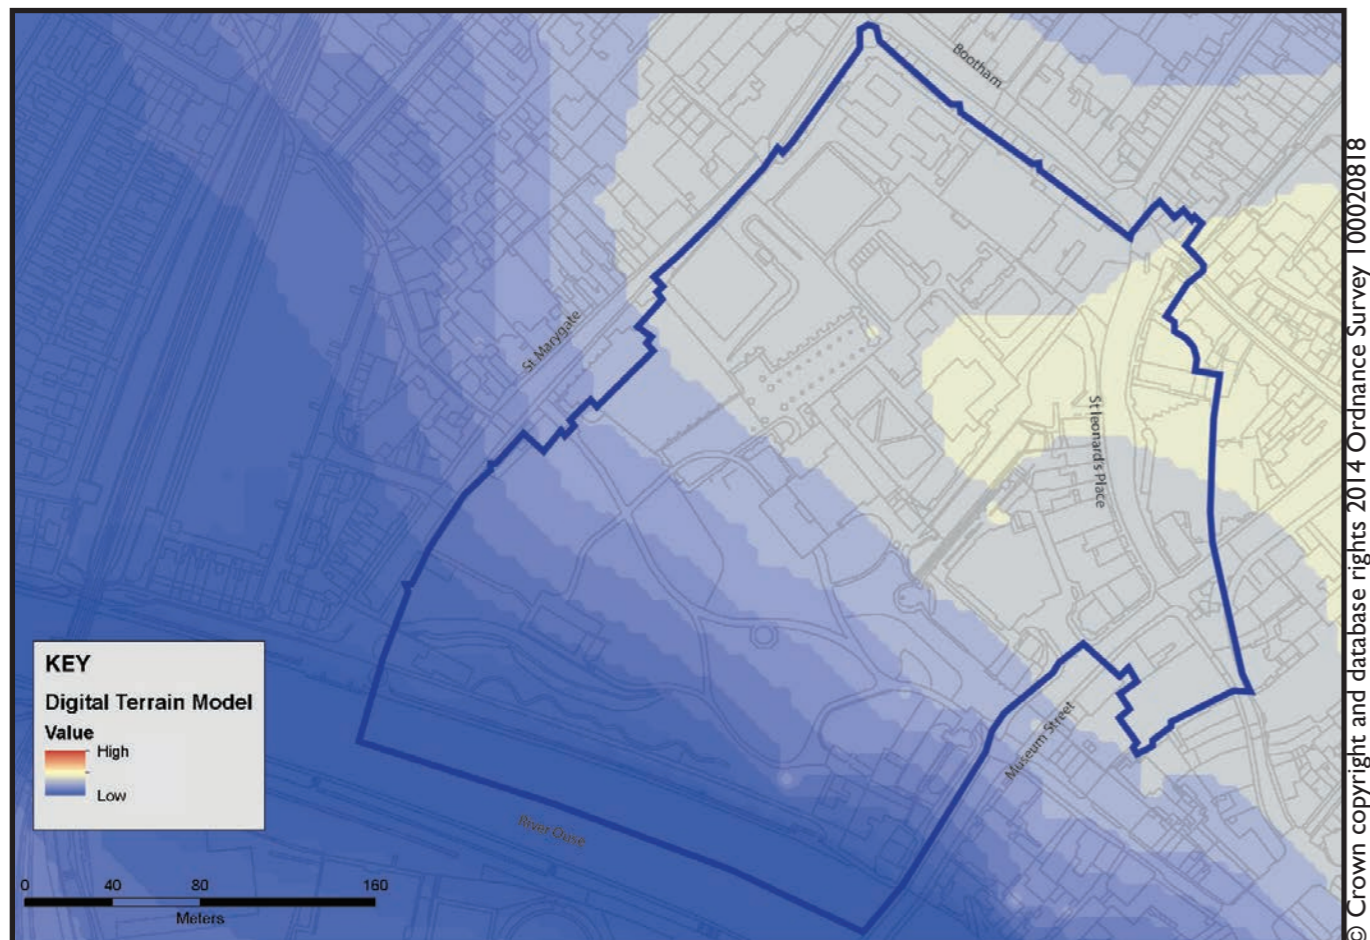 Bootham
St Marygate
St Leonard's Place
Museum Street
River Ouse
KEY
Digital Terrain Model
Value
High
Low
0 40 80 160
Meters
© Crown copyright and database rights 2014 Ordnance Survey 100020818